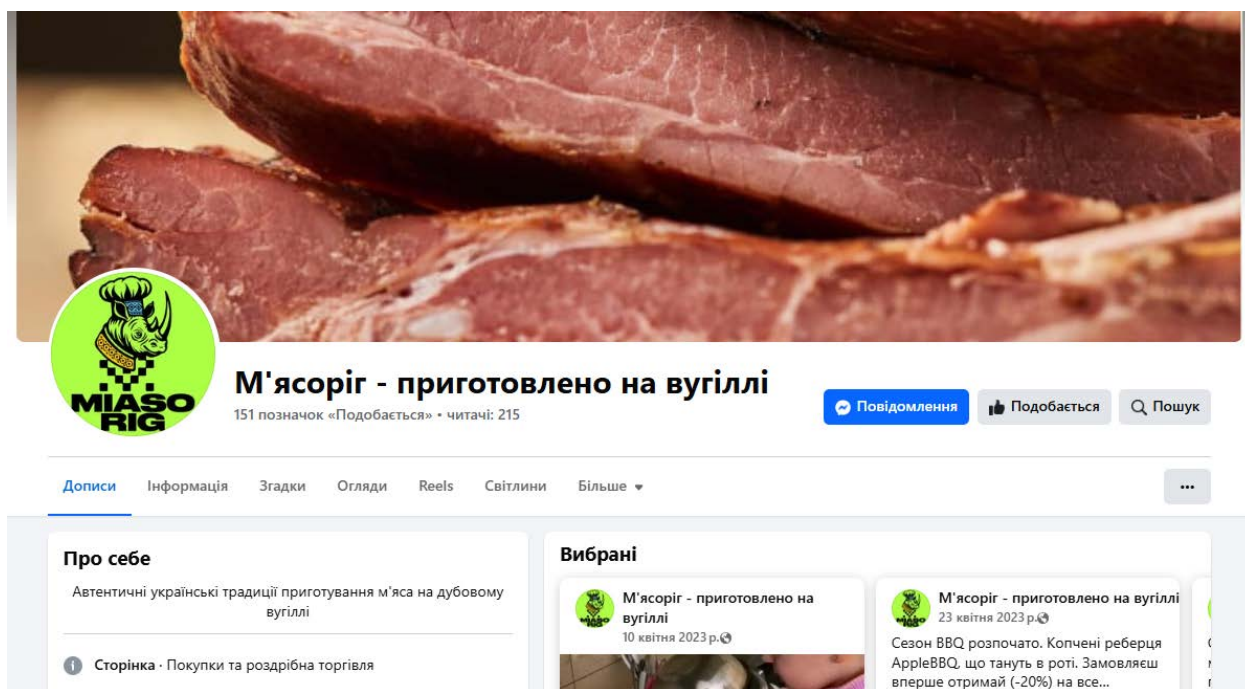 MIASO
RIG
М'ясоріг - приготовлено на вугіллі
151 позначок «Подобається» • читачі: 215
Повідомлення
Подобається
Пошук
Дописи Інформація Згадки Огляди Reels Світлини Більше
Про себе
Автентичні українські традиції приготування м'яса на дубовому
вугіллі
Сторінка · Покупки та роздрібна торгівля
Вибрані
М'ясоріг - приготовлено на
вугіллі
10 квітня 2023 р.
М'ясоріг - приготовлено на вугіллі
23 квітня 2023 р.
Сезон BBQ розпочато. Копчені реберця
AppleBBQ, що тануть в роті. Замовляєш
вперше отримай (-20%) на все...